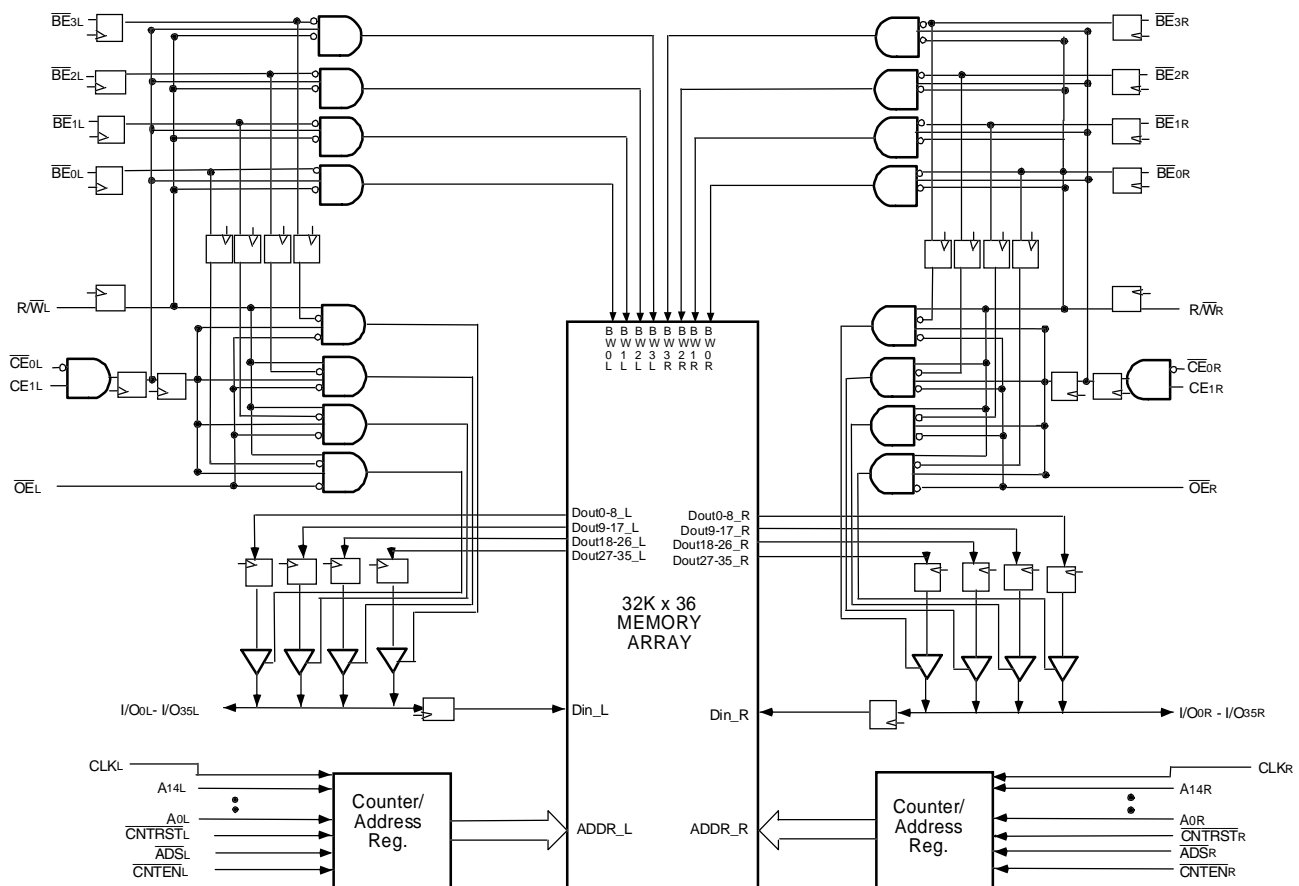 BE3L
BE3R
BE2L
BE2R
BE1L
BE1R
BE0L
BE0R
R/WL
R/WR
B
W
0
L
B
W
1
L
B
W
2
L
B
W
3
L
B
W
3
R
B
W
2
R
B
W
1
R
B
W
0
R
CE0L
CE1L
CE0R
CE1R
OEL
OER
Dout0-8_L
Dout9-17_L
Dout18-26_L
Dout27-35_L
Dout0-8_R
Dout9-17_R
Dout18-26_R
Dout27-35_R
32K x 36
MEMORY
ARRAY
I/O0L- I/O35L
Din_L
Din_R
I/O0R - I/O35R
CLKL
A14L
A0L
CNTRSTL
ADSL
CNTENL
Counter/
Address
Reg.
ADDR_L
ADDR_R
Counter/
Address
Reg.
CLKR
A14R
A0R
CNTRSTR
ADSR
CNTENR